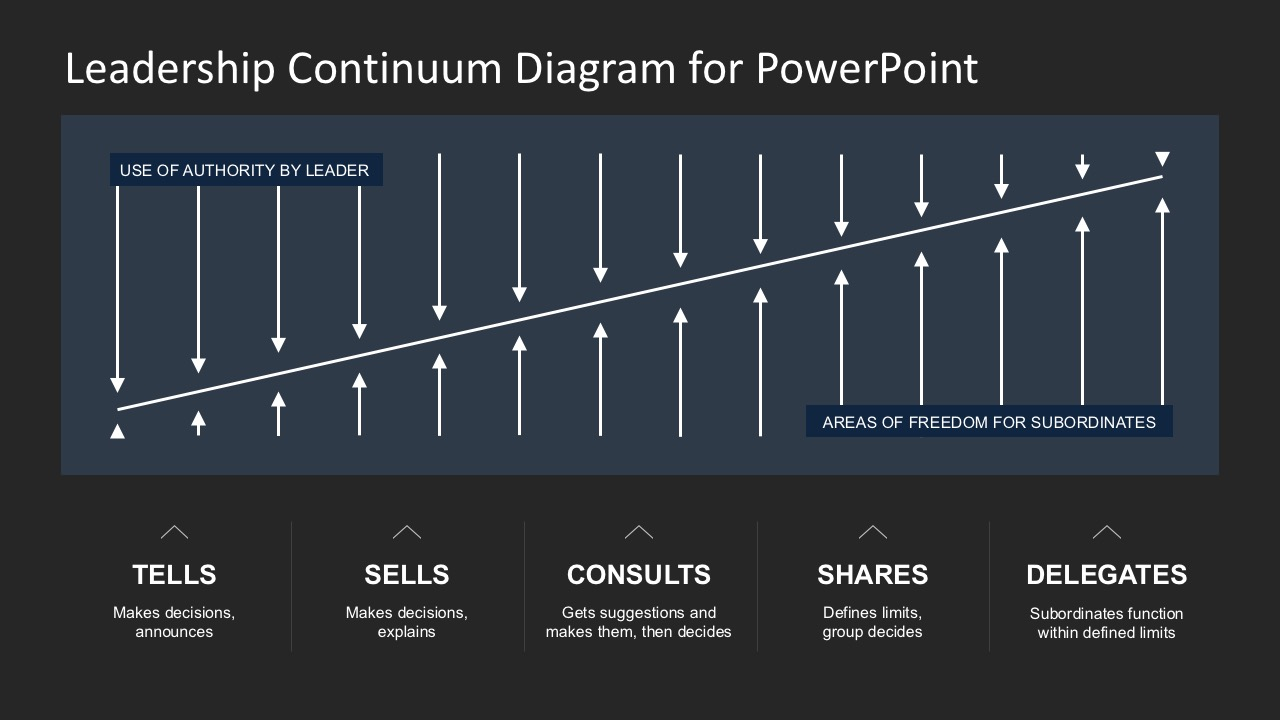 Leadership Continuum Diagram for PowerPoint
USE OF AUTHORITY BY LEADER
AREAS OF FREEDOM FOR SUBORDINATES
TELLS
Makes decisions,
announces
SELLS
Makes decisions,
explains
CONSULTS
Gets suggestions and
makes them, then decides
SHARES
Defines limits,
group decides
DELEGATES
Subordinates function
within defined limits